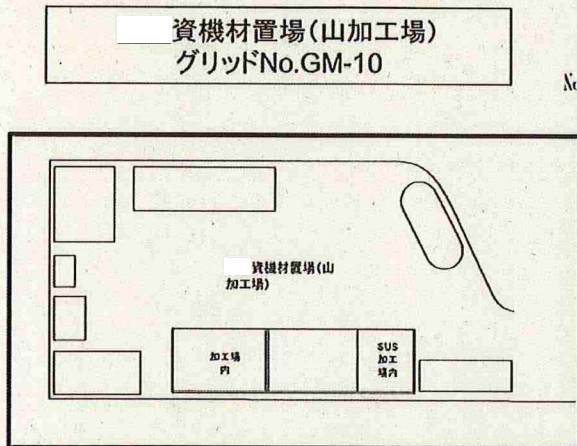 資機材置場(山加工場)
グリッドNo.GM-10
資機材置場(山
加工場)
加工場
内
SUS
加工
場内